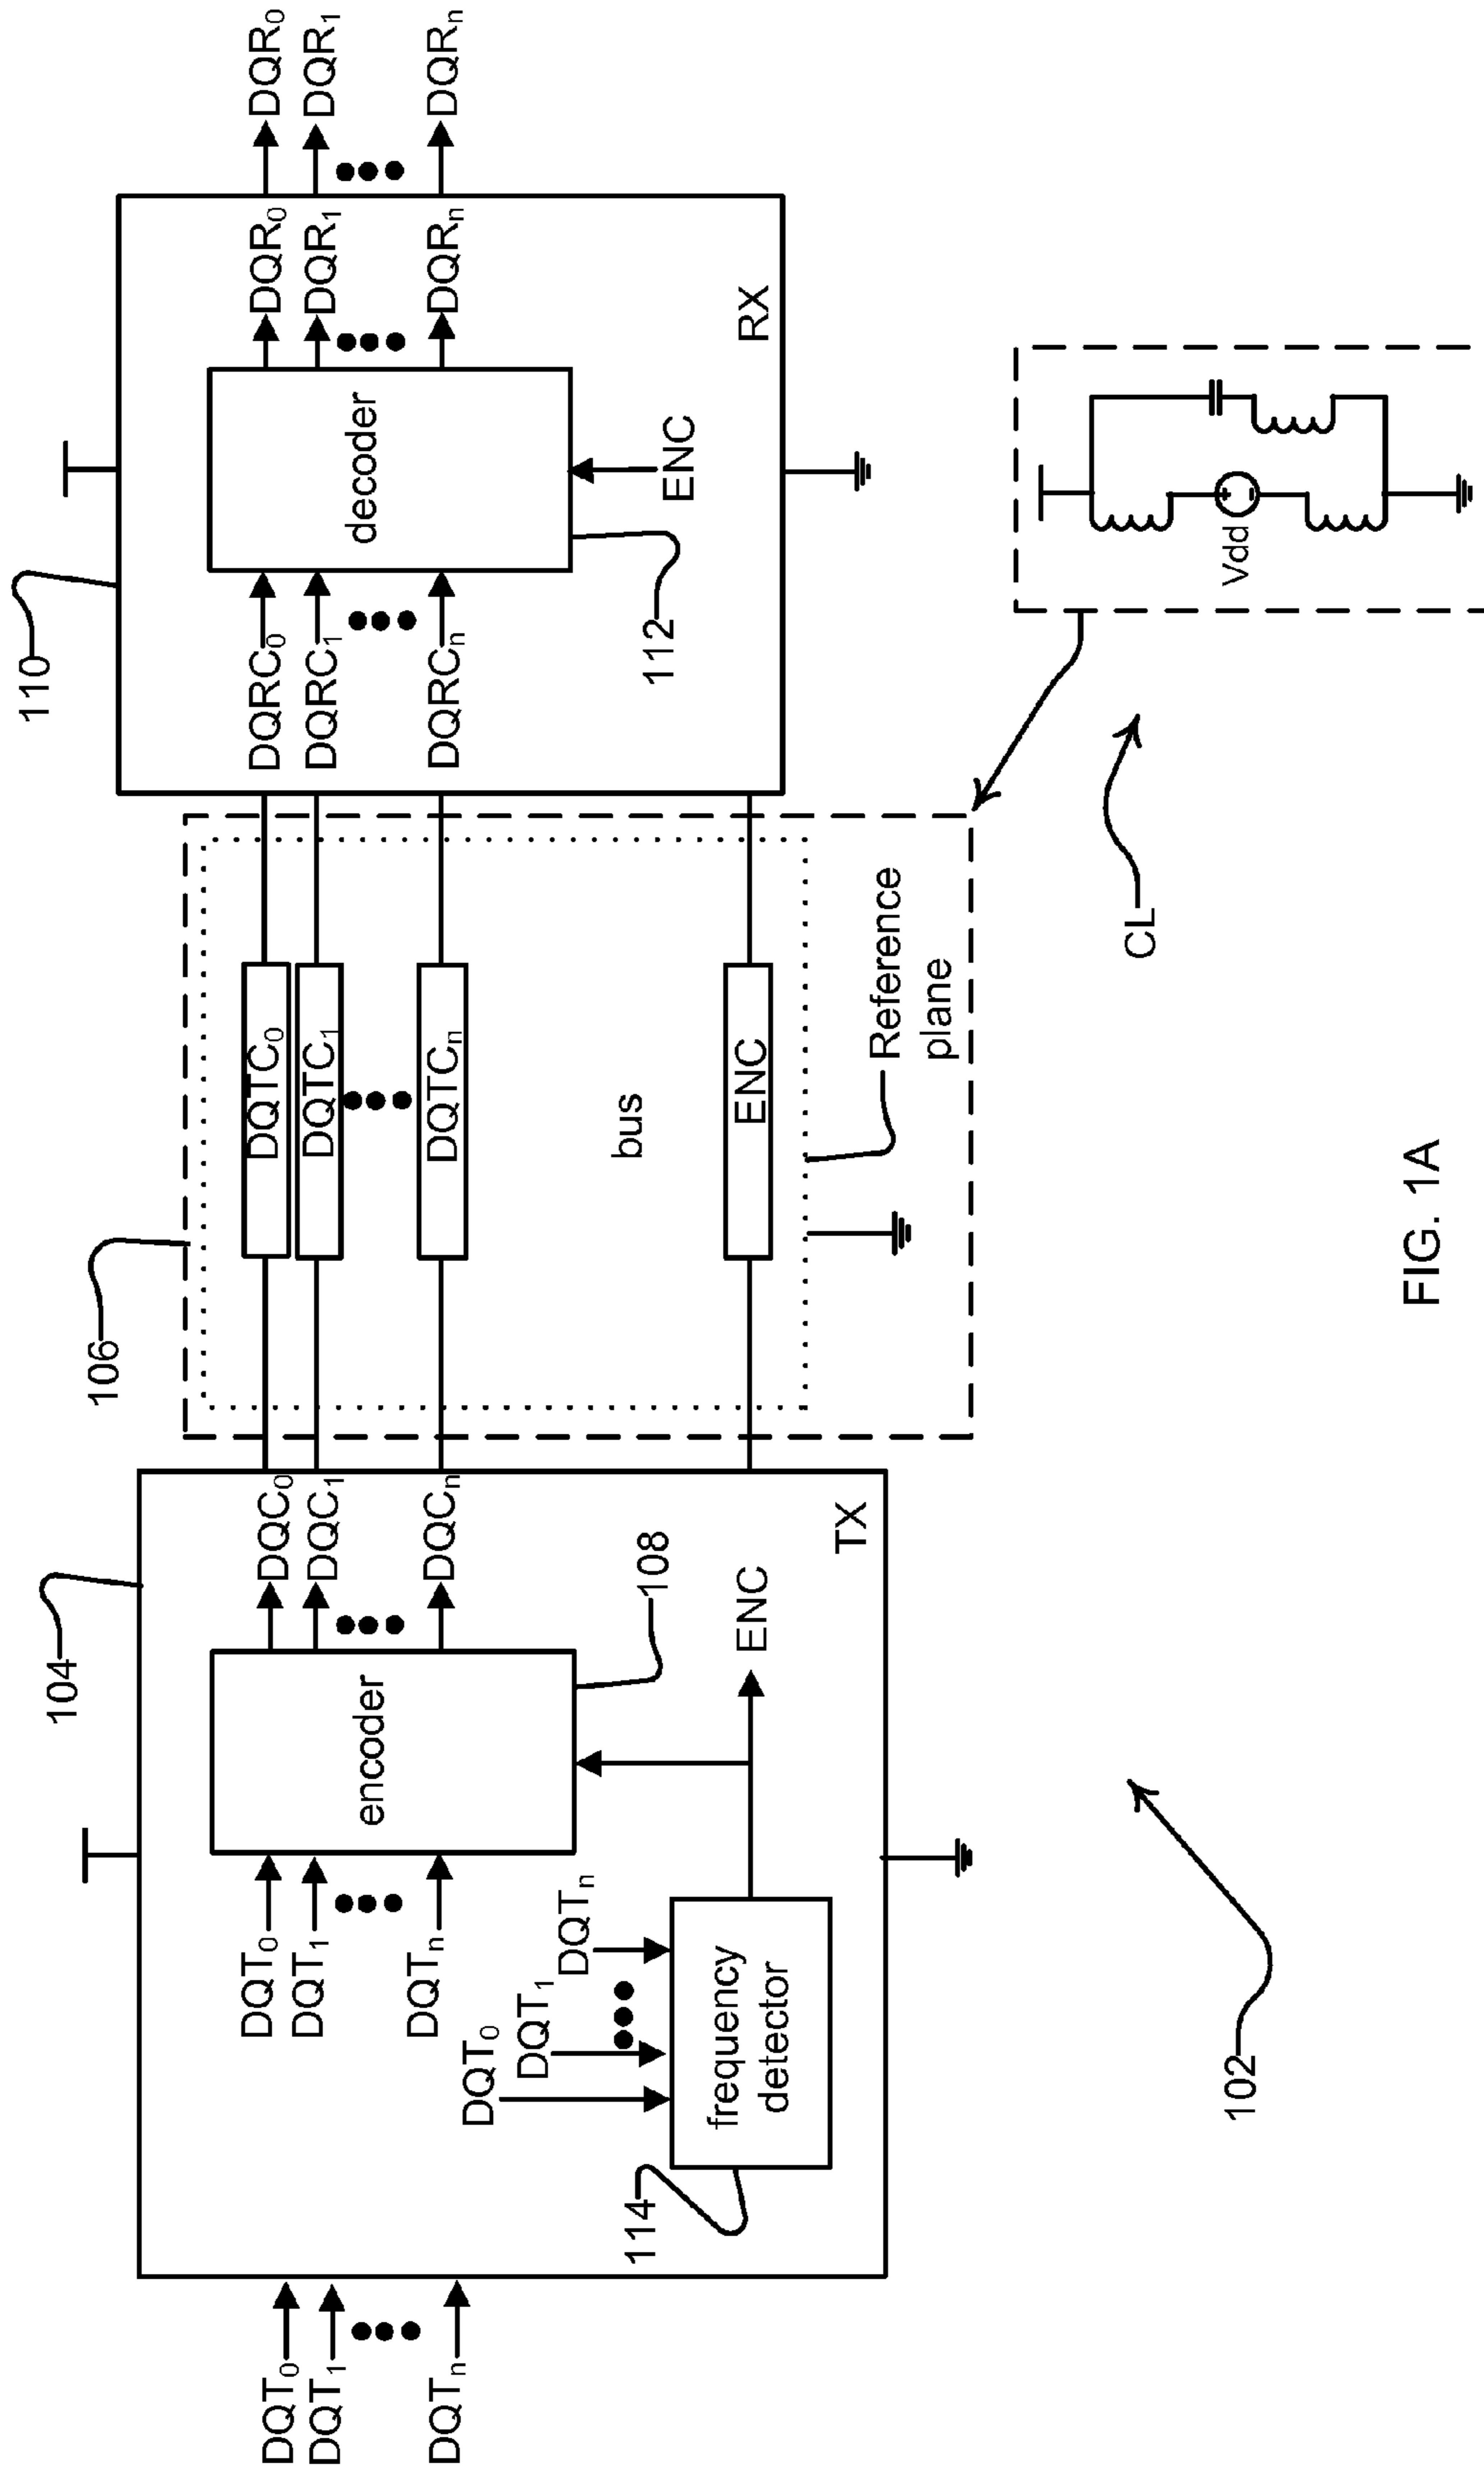 104
106
110
DQT₀
DQT₁
DQTₙ
DQT₀
DQT₁
DQTₙ
encoder
DQC₀
DQC₁
DQCₙ
108
DQT₀
DQT₁
DQTₙ
frequency
detector
114
ENC
TX
DQTC₀
DQTC₁
DQTCₙ
bus
ENC
Reference
plane
DQRC₀
DQRC₁
DQRCₙ
decoder
ENC
112
DQR₀
DQR₁
DQRₙ
RX
DQR₀
DQR₁
DQRₙ
102
CL
Vdd
+
–
FIG. 1A